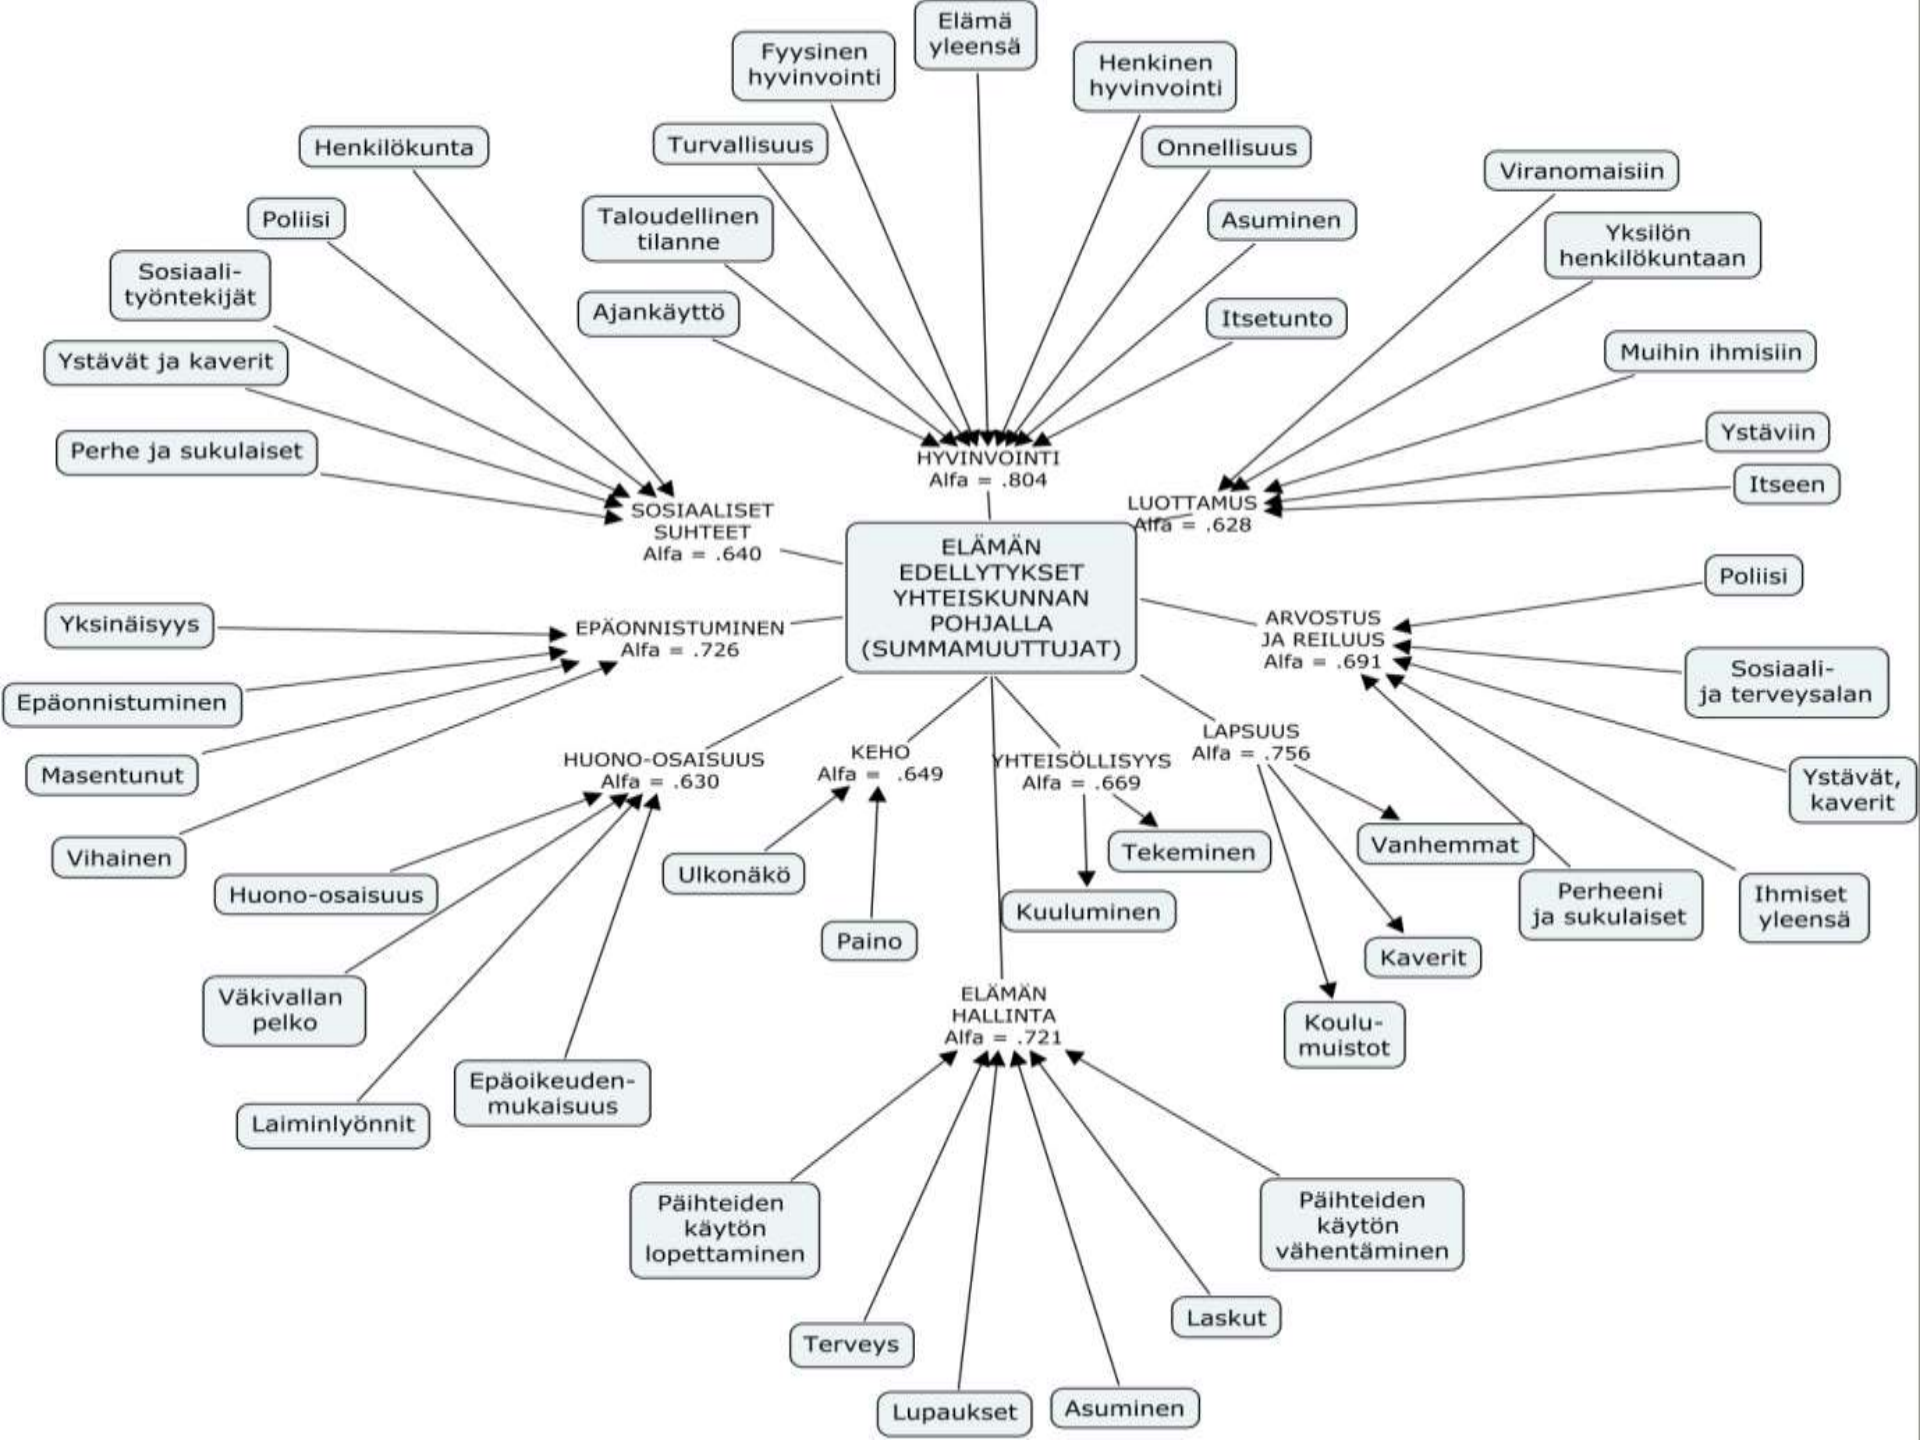 Elämä
yleensä
Fyysinen
hyvinvointi
Henkinen
hyvinvointi
Henkilökunta
Turvallisuus
Onnellisuus
Viranomaisiin
Poliisi
Taloudellinen
tilanne
Asuminen
Yksilön
henkilökuntaan
Sosiaali-
työntekijät
Ajankäyttö
Itsetunto
Ystävät ja kaverit
Muihin ihmisiin
Perhe ja sukulaiset
Ystäviin
Itseen
HYVINVOINTI
Alfa = .804
SOSIAALISET
SUHTEET
Alfa = .640
LUOTTAMUS
Alfa = .628
ELÄMÄN
EDELLYTYKSET
YHTEISKUNNAN
POHJALLA
(SUMMAMUUTTUJAT)
Poliisi
Yksinäisyys
EPÄONNISTUMINEN
Alfa = .726
ARVOSTUS
JA REILUUS
Alfa = .691
Sosiaali-
ja terveysalan
Epäonnistuminen
Masentunut
Vihainen
HUONO-OSAISUUS
Alfa = .630
KEHO
Alfa = .649
YHTEISÖLLISYYS
Alfa = .669
LAPSUUS
Alfa = .756
Ystävät,
kaverit
Huono-osaisuus
Ulkonäkö
Tekeminen
Vanhemmat
Perheeni
ja sukulaiset
Ihmiset
yleensä
Paino
Kuuluminen
Kaverit
Väkivallan
pelko
ELÄMÄN
HALLINTA
Alfa = .721
Koulu-
muistot
Laiminlyönnit
Epäoikeuden-
mukaisuus
Päihteiden
käytön
lopettaminen
Päihteiden
käytön
vähentäminen
Terveys
Laskut
Lupaukset
Asuminen